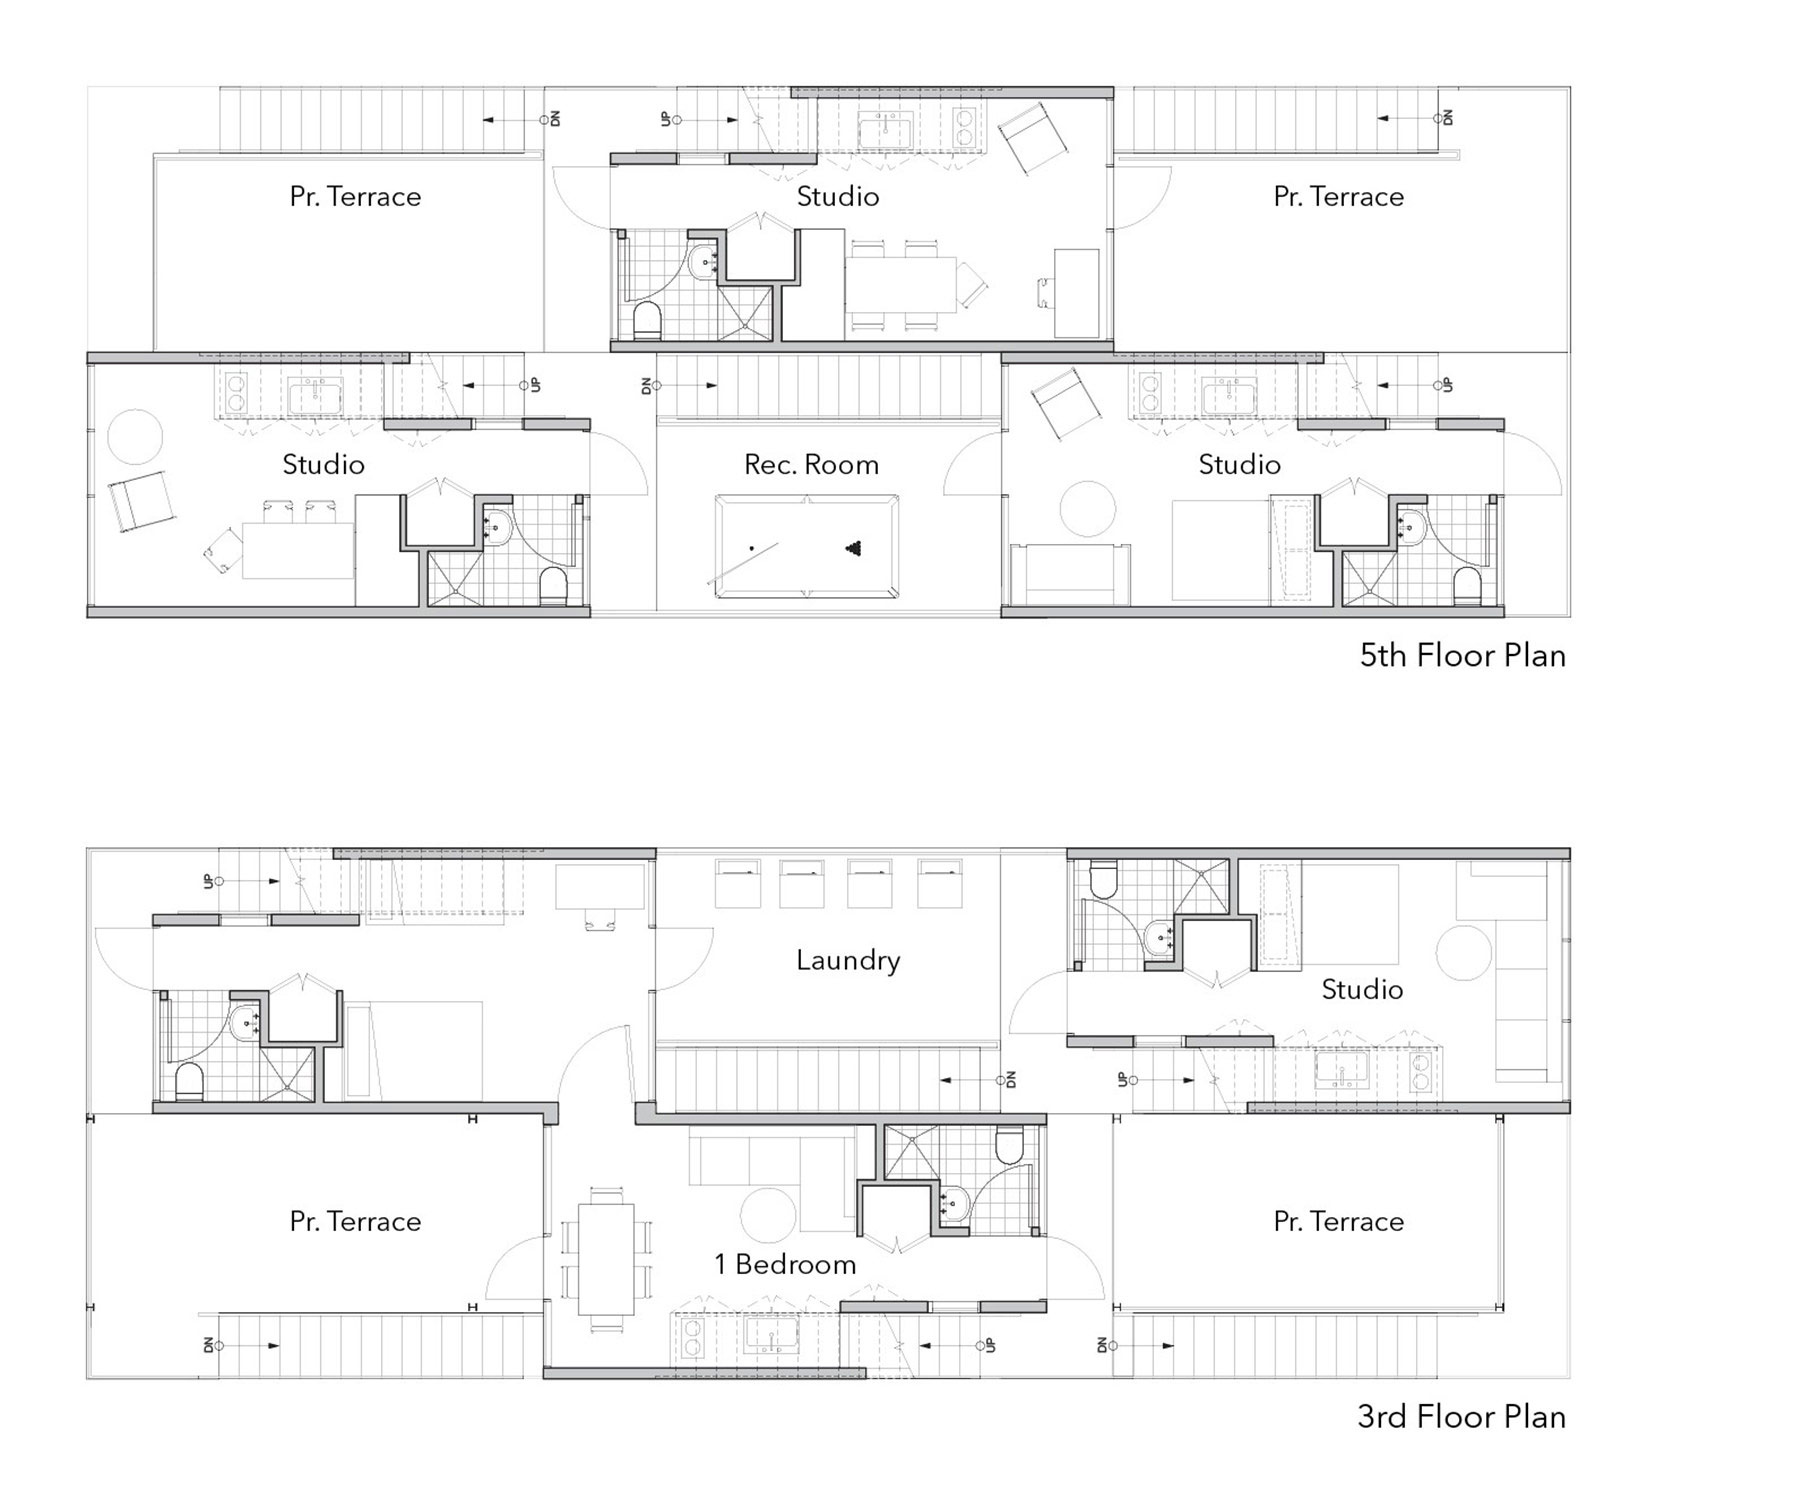 DN
UP
DN
Pr. Terrace
Studio
Pr. Terrace
UP
DN
UP
Studio
Rec. Room
Studio
5th Floor Plan
UP
Laundry
Studio
DN
UP
Pr. Terrace
Pr. Terrace
1 Bedroom
DN
UP
DN
3rd Floor Plan